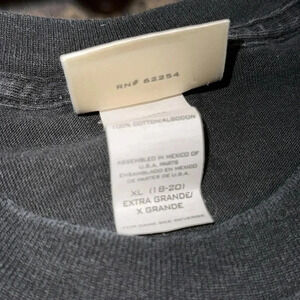 RN# 62254
100% COTTON/ALGODON
ASSEMBLED IN MEXICO OF
U.S.A. PARTS
ENSAMBLADO EN MEXICO
DE PARTES DE U.S.A.
XL (18-20)
EXTRA GRANDE/
X GRANDE